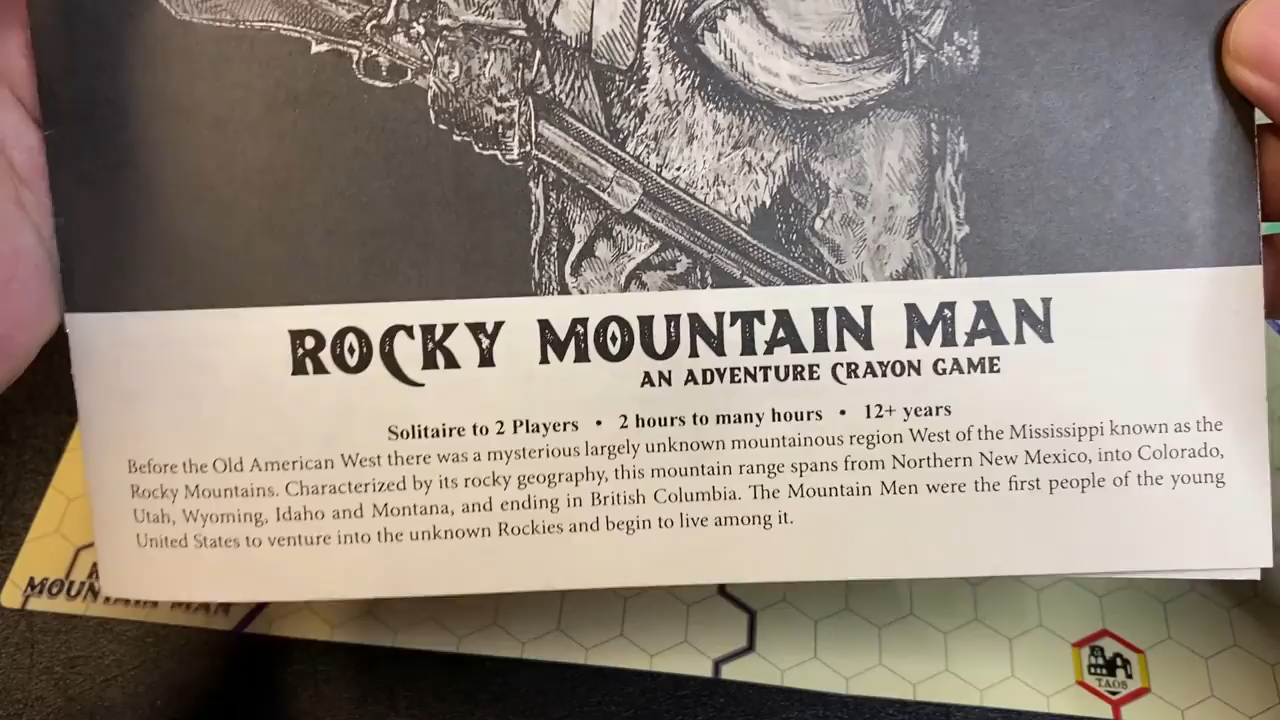 ROCKY MOUNTAIN MAN
AN ADVENTURE CRAYON GAME
Solitaire to 2 Players • 2 hours to many hours • 12+ years
Before the Old American West there was a mysterious largely unknown mountainous region West of the Mississippi known as the
Rocky Mountains. Characterized by its rocky geography, this mountain range spans from Northern New Mexico, into Colorado,
Utah, Wyoming, Idaho and Montana, and ending in British Columbia. The Mountain Men were the first people of the young
United States to venture into the unknown Rockies and begin to live among it.
MOUNTAIN MAN
TAOS